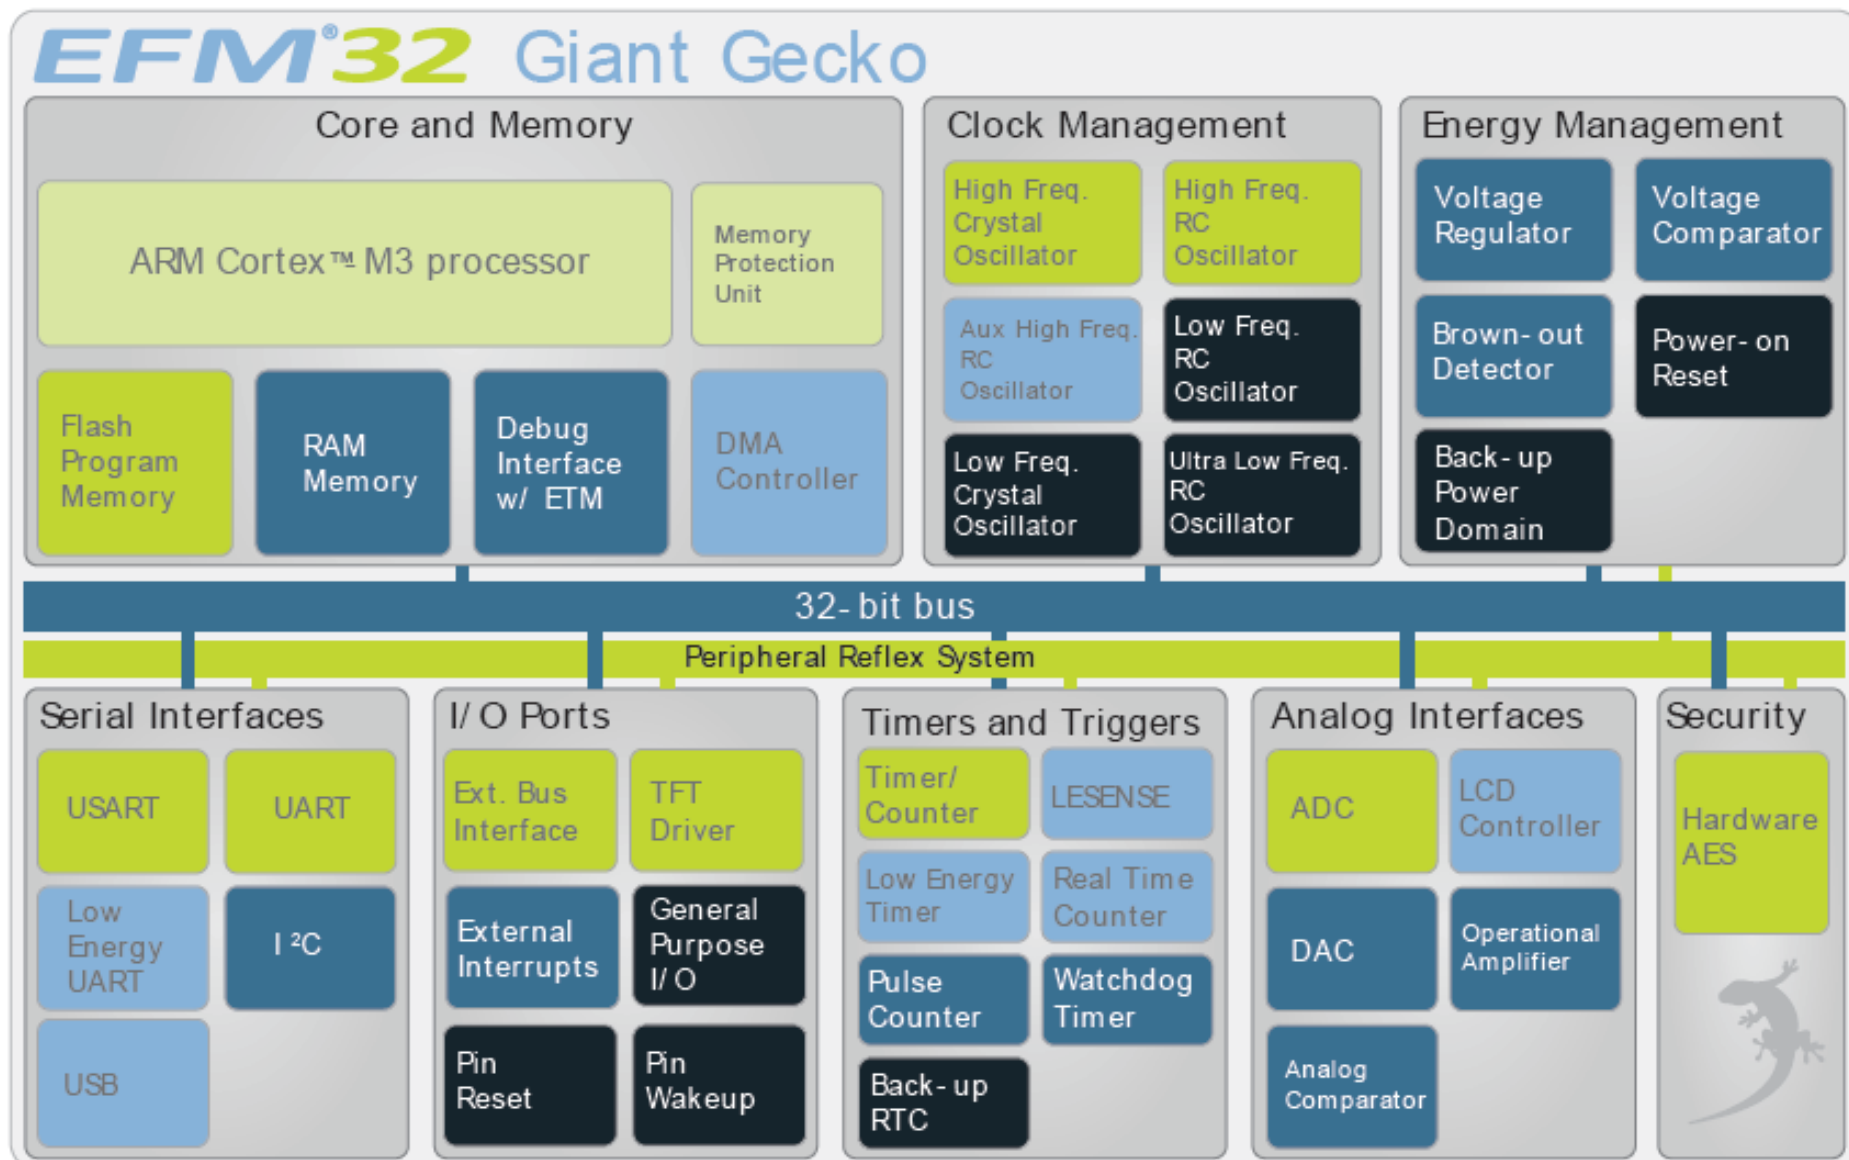 EFM®32 Giant Gecko
Core and Memory
ARM Cortex™- M3 processor
Memory
Protection
Unit
Flash
Program
Memory
RAM
Memory
Debug
Interface
w/ ETM
DMA
Controller
Clock Management
High Freq.
Crystal
Oscillator
High Freq.
RC
Oscillator
Aux High Freq.
RC
Oscillator
Low Freq.
RC
Oscillator
Low Freq.
Crystal
Oscillator
Ultra Low Freq.
RC
Oscillator
Energy Management
Voltage
Regulator
Voltage
Comparator
Brown- out
Detector
Power- on
Reset
Back- up
Power
Domain
32- bit bus
Peripheral Reflex System
Serial Interfaces
USART
UART
Low
Energy
UART
I ²C
USB
I/ O Ports
Ext. Bus
Interface
TFT
Driver
External
Interrupts
General
Purpose
I/ O
Pin
Reset
Pin
Wakeup
Timers and Triggers
Timer/
Counter
LESENSE
Low Energy
Timer
Real Time
Counter
Pulse
Counter
Watchdog
Timer
Back- up
RTC
Analog Interfaces
ADC
LCD
Controller
DAC
Operational
Amplifier
Analog
Comparator
Security
Hardware
AES